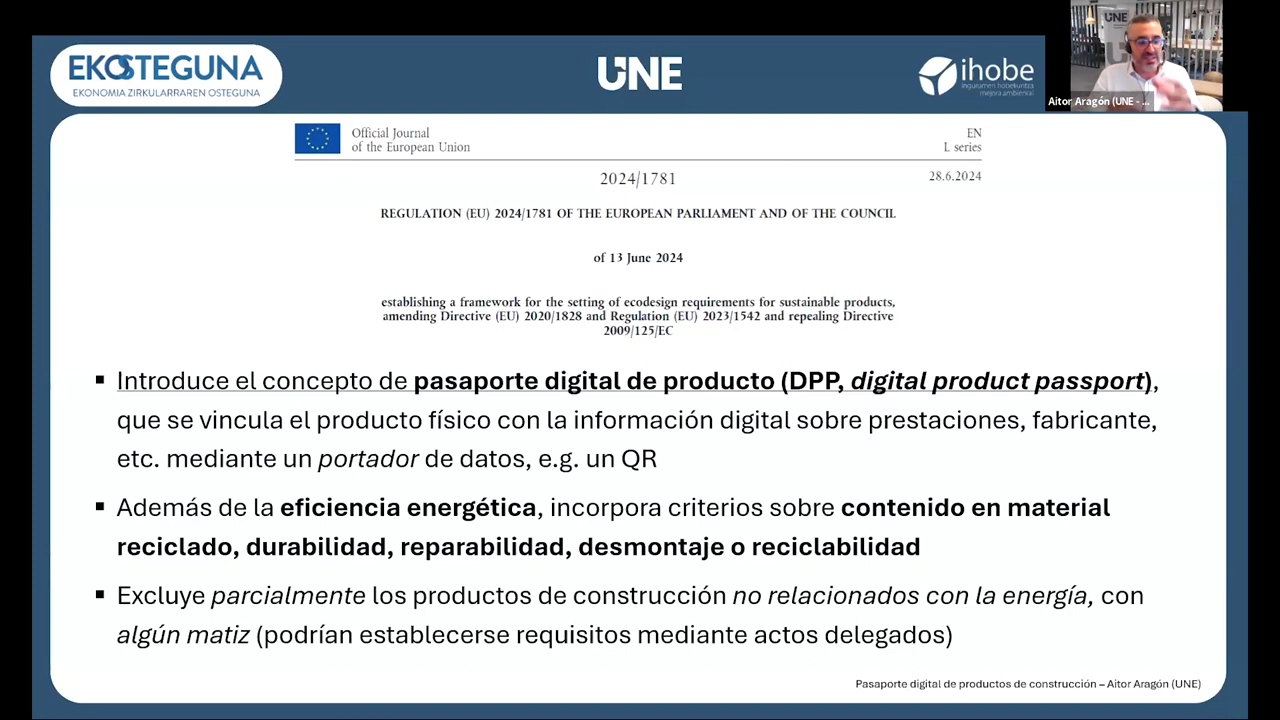 EKOSTEGUNA
EKONOMIA ZIRKULARRAREN OSTEGUNA
UNE
ihobe
ingurumen hobekuntza
mejora ambiental
UNE
Aitor Aragón (UNE - ...
Official Journal
of the European Union
EN
L series
2024/1781
28.6.2024
REGULATION (EU) 2024/1781 OF THE EUROPEAN PARLIAMENT AND OF THE COUNCIL
of 13 June 2024
establishing a framework for the setting of ecodesign requirements for sustainable products,
amending Directive (EU) 2020/1828 and Regulation (EU) 2023/1542 and repealing Directive
2009/125/EC
▪ Introduce el concepto de pasaporte digital de producto (DPP, digital product passport),
que se vincula el producto físico con la información digital sobre prestaciones, fabricante,
etc. mediante un portador de datos, e.g. un QR
▪ Además de la eficiencia energética, incorpora criterios sobre contenido en material
reciclado, durabilidad, reparabilidad, desmontaje o reciclabilidad
▪ Excluye parcialmente los productos de construcción no relacionados con la energía, con
algún matiz (podrían establecerse requisitos mediante actos delegados)
Pasaporte digital de productos de construcción – Aitor Aragón (UNE)